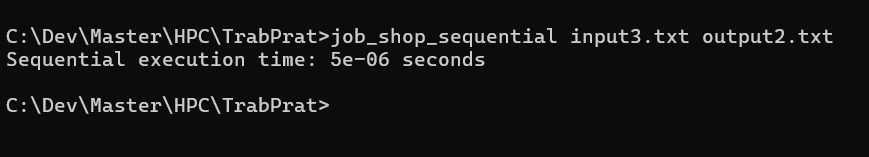 C:\Dev\Master\HPC\TrabPrat>job_shop_sequential input3.txt output2.txt
Sequential execution time: 5e-06 seconds
C:\Dev\Master\HPC\TrabPrat>